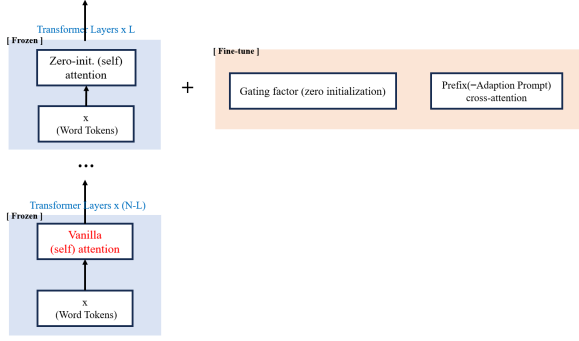 Transformer Layers x L
[ Frozen ]
Zero-init. (self)
attention
x
(Word Tokens)
+
[ Fine-tune ]
Gating factor (zero initialization)
Prefix(~Adaption Prompt)
cross-attention
...
Transformer Layers x (N-L)
[ Frozen ]
Vanilla
(self) attention
x
(Word Tokens)